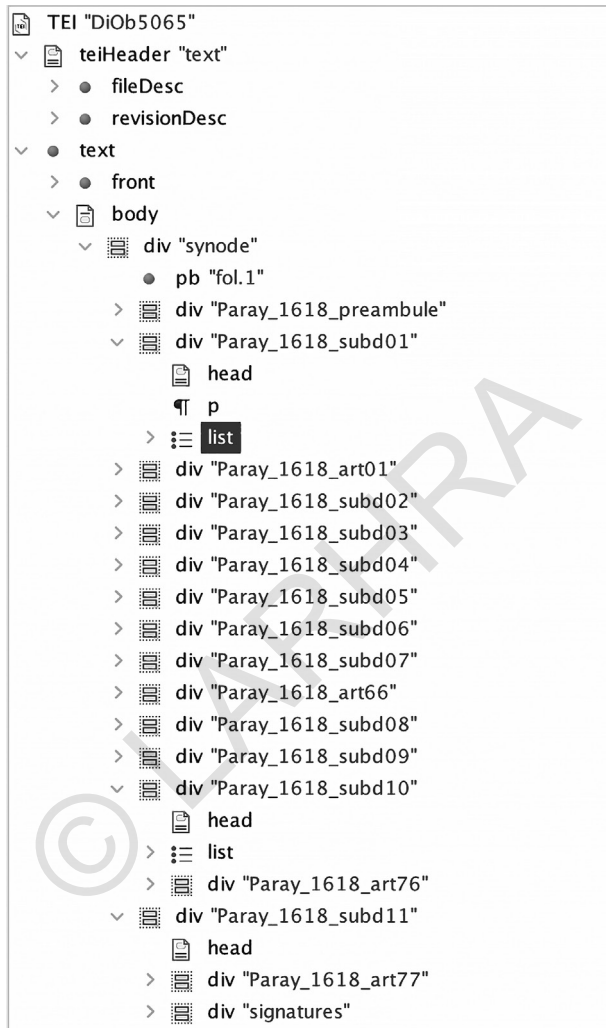 TEI "DiOb5065"
teiHeader "text"
fileDesc
revisionDesc
text
front
body
div "synode"
pb "fol.1"
div "Paray_1618_preambule"
div "Paray_1618_subd01"
head
¶ p
list
div "Paray_1618_art01"
div "Paray_1618_subd02"
div "Paray_1618_subd03"
div "Paray_1618_subd04"
div "Paray_1618_subd05"
div "Paray_1618_subd06"
div "Paray_1618_subd07"
div "Paray_1618_art66"
div "Paray_1618_subd08"
div "Paray_1618_subd09"
div "Paray_1618_subd10"
head
list
div "Paray_1618_art76"
div "Paray_1618_subd11"
head
div "Paray_1618_art77"
div "signatures"
© LARHRA